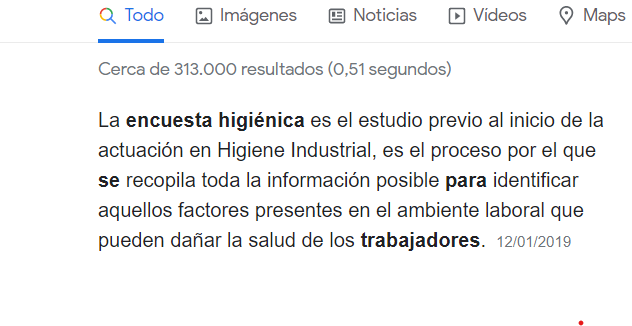 Todo Imágenes Noticias Vídeos Maps
Cerca de 313.000 resultados (0,51 segundos)
La encuesta higiénica es el estudio previo al inicio de la
actuación en Higiene Industrial, es el proceso por el que
se recopila toda la información posible para identificar
aquellos factores presentes en el ambiente laboral que
pueden dañar la salud de los trabajadores. 12/01/2019